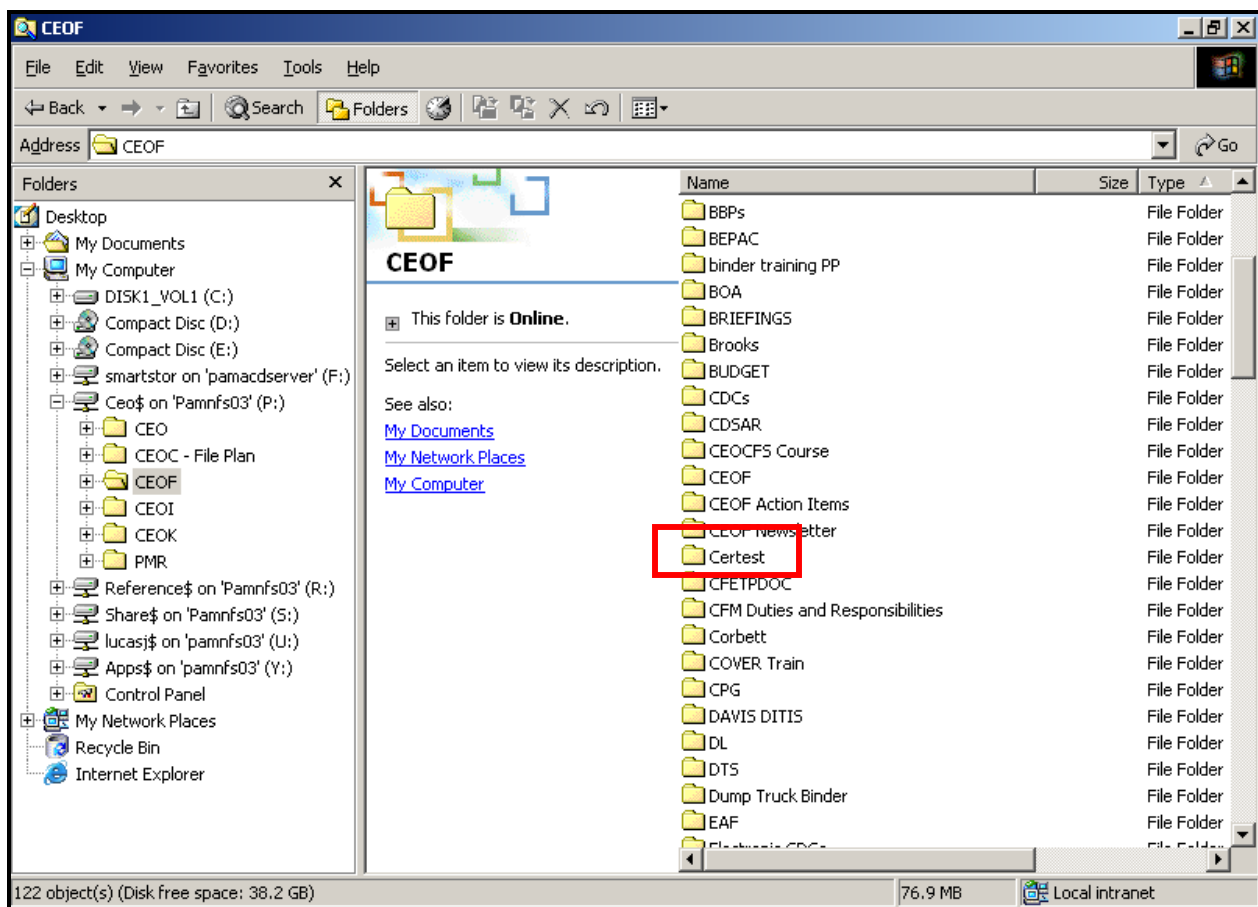 CEOF
File Edit View Favorites Tools Help
Back Search Folders
Address CEOF Go
Folders
Desktop
My Documents
My Computer
DISK1_VOL1 (C:)
Compact Disc (D:)
Compact Disc (E:)
smartstor on 'pamacdserver' (F:)
Ceo$ on 'Pamnfs03' (P:)
CEO
CEOC - File Plan
CEOF
CEOI
CEOK
PMR
Reference$ on 'Pamnfs03' (R:)
Share$ on 'Pamnfs03' (S:)
lucasj$ on 'pamnfs03' (U:)
Apps$ on 'pamnfs03' (Y:)
Control Panel
My Network Places
Recycle Bin
Internet Explorer
CEOF
This folder is Online.
Select an item to view its description.
See also:
My Documents
My Network Places
My Computer
Name Size Type
BBPs File Folder
BEPAC File Folder
binder training PP File Folder
BOA File Folder
BRIEFINGS File Folder
Brooks File Folder
BUDGET File Folder
CDCs File Folder
CDSAR File Folder
CEOCFS Course File Folder
CEOF File Folder
CEOF Action Items File Folder
CEOF Newsletter File Folder
Certest File Folder
CFETPDOC File Folder
CFM Duties and Responsibilities File Folder
Corbett File Folder
COVER Train File Folder
CPG File Folder
DAVIS DITIS File Folder
DL File Folder
DTS File Folder
Dump Truck Binder File Folder
EAF File Folder
Electronic CDCs File Folder
122 object(s) (Disk free space: 38.2 GB) 76.9 MB Local intranet